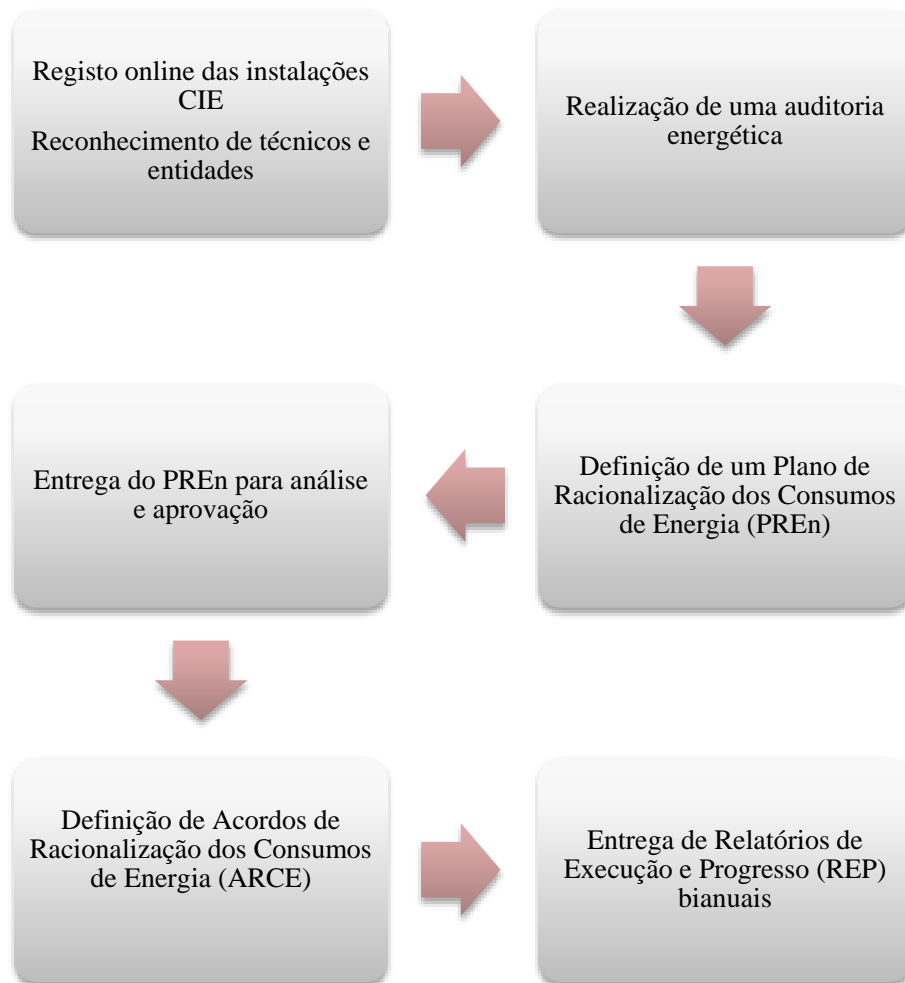 Registo online das instalações
CIE
Reconhecimento de técnicos e
entidades
Realização de uma auditoria
energética
Definição de um Plano de
Racionalização dos Consumos
de Energia (PREn)
Entrega do PREn para análise
e aprovação
Definição de Acordos de
Racionalização dos Consumos
de Energia (ARCE)
Entrega de Relatórios de
Execução e Progresso (REP)
bianuais